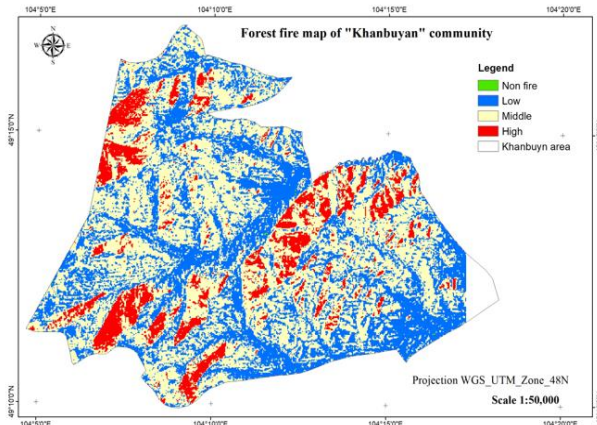 104°5'0"E 104°10'0"E 104°15'0"E 104°20'0"E
Forest fire map of "Khanbuyan" community
N
W E
S
Legend
Non fire
Low
Middle
High
Khanbuyn area
49°15'0"N
49°10'0"N
Projection WGS_UTM_Zone_48N
Scale 1:50,000
104°5'0"E 104°10'0"E 104°15'0"E 104°20'0"E